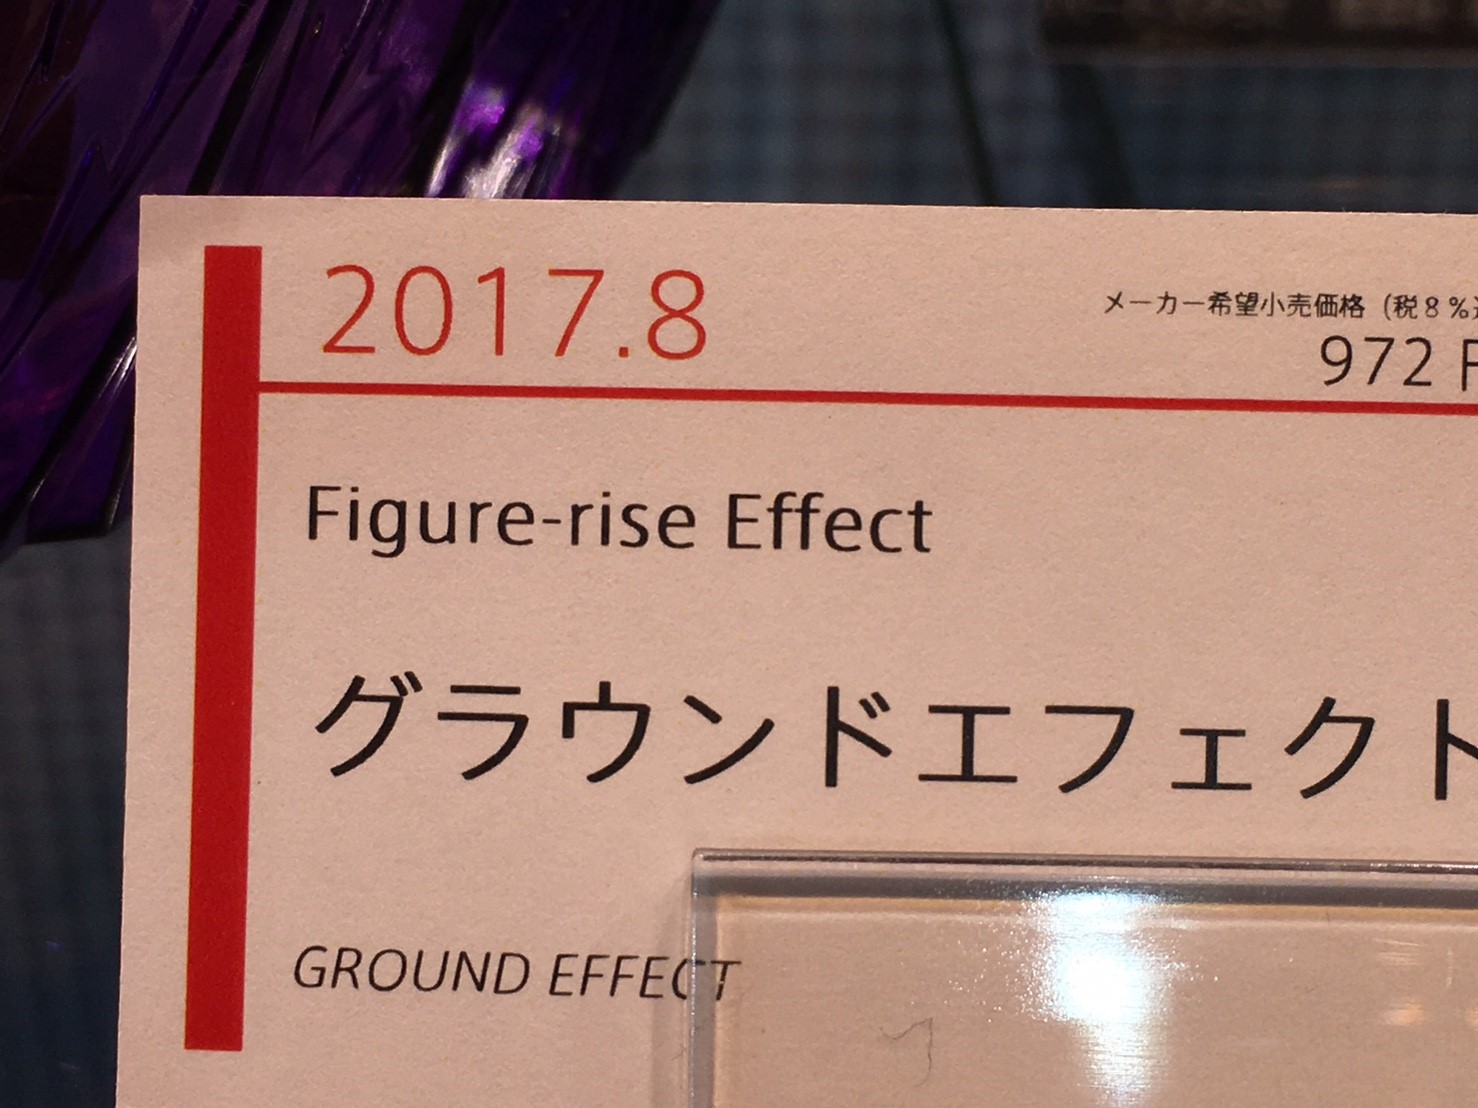 2017.8
メーカー希望小売価格（税８％
972
Figure-rise Effect
グラウンドエフェクト
GROUND EFFECT